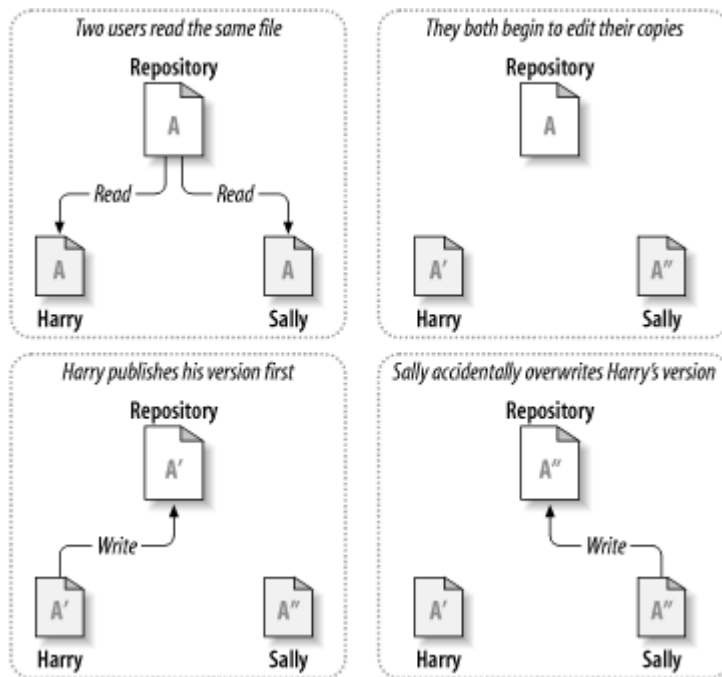 Two users read the same file
Repository
A
Read
Read
A
A
Harry
Sally
They both begin to edit their copies
Repository
A
A′
A″
Harry
Sally
Harry publishes his version first
Repository
A′
Write
A′
A″
Harry
Sally
Sally accidentally overwrites Harry’s version
Repository
A″
Write
A′
A″
Harry
Sally